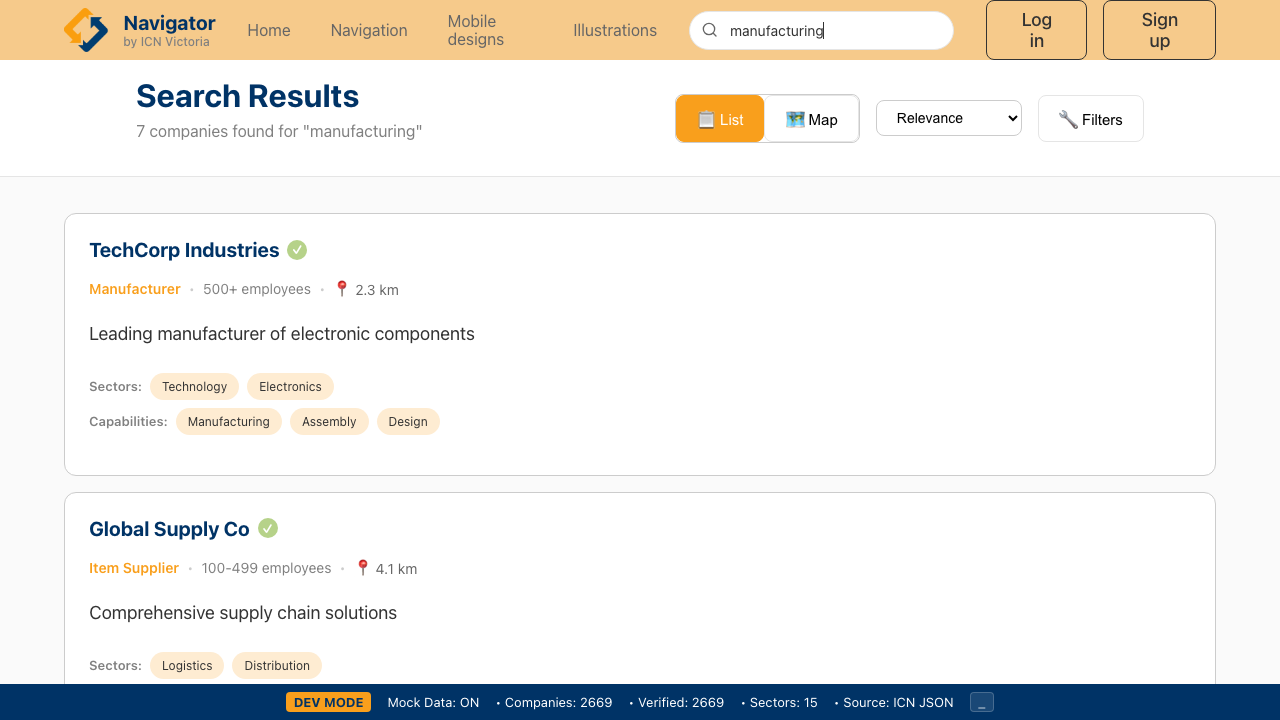 Navigator
by ICN Victoria
Home
Navigation
Mobile
designs
Illustrations
manufacturing
Log
in
Sign
up
Search Results
7 companies found for "manufacturing"
List
Map
Relevance
Filters
TechCorp Industries
Manufacturer • 500+ employees • 2.3 km
Leading manufacturer of electronic components
Sectors: Technology Electronics
Capabilities: Manufacturing Assembly Design
Global Supply Co
Item Supplier • 100-499 employees • 4.1 km
Comprehensive supply chain solutions
Sectors: Logistics Distribution
DEV MODE Mock Data: ON • Companies: 2669 • Verified: 2669 • Sectors: 15 • Source: ICN JSON _